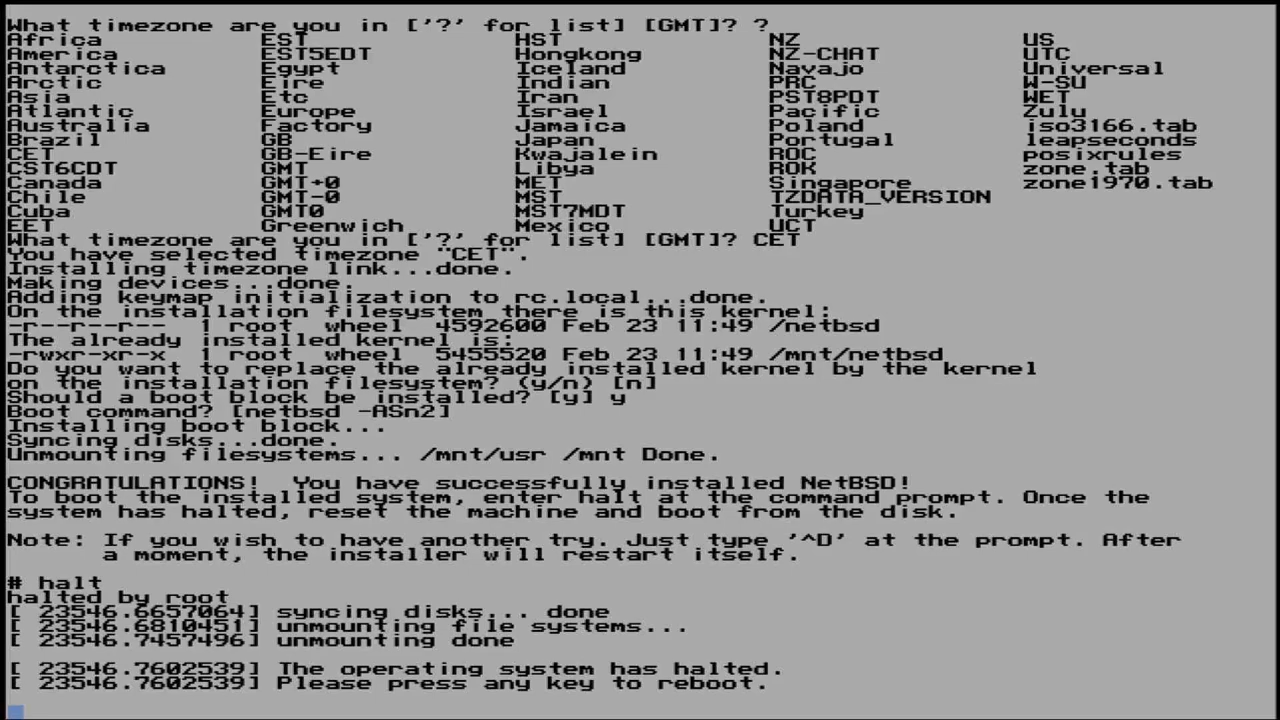 What timezone are you in ['?' for list] [GMT]? ?
Africa EST HST NZ US
America EST5EDT Hongkong NZ-CHAT UTC
Antarctica Egypt Iceland Navajo Universal
Arctic Eire Indian PRC W-SU
Asia Etc Iran PST8PDT WET
Atlantic Europe Israel Pacific Zulu
Australia Factory Jamaica Poland iso3166.tab
Brazil GB Japan Portugal leapseconds
CET GB-Eire Kwajalein ROC posixrules
CST6CDT GMT Libya ROK zone.tab
Canada GMT+0 MET Singapore zone1970.tab
Chile GMT-0 MST TZDATA_VERSION
Cuba GMT0 MST7MDT Turkey
EET Greenwich Mexico UCT
What timezone are you in ['?' for list] [GMT]? CET
You have selected timezone "CET".
Installing timezone link...done.
Making devices...done.
Adding keymap initialization to rc.local...done.
On the installation filesystem there is this kernel:
-r--r--r-- 1 root wheel 4592600 Feb 23 11:49 /netbsd
The already installed kernel is:
-rwxr-xr-x 1 root wheel 5455520 Feb 23 11:49 /mnt/netbsd
Do you want to replace the already installed kernel by the kernel
on the installation filesystem? (y/n) [n]
Should a boot block be installed? [y] y
Boot command? [netbsd -ASn2]
Installing boot block...
Syncing disks...done.
Unmounting filesystems... /mnt/usr /mnt Done.
CONGRATULATIONS! You have successfully installed NetBSD!
To boot the installed system, enter halt at the command prompt. Once the
system has halted, reset the machine and boot from the disk.
Note: If you wish to have another try. Just type '^D' at the prompt. After
a moment, the installer will restart itself.
# halt
halted by root
[ 23546.6657064] syncing disks... done
[ 23546.6810451] unmounting file systems...
[ 23546.7457496] unmounting done
[ 23546.7602539] The operating system has halted.
[ 23546.7602539] Please press any key to reboot.